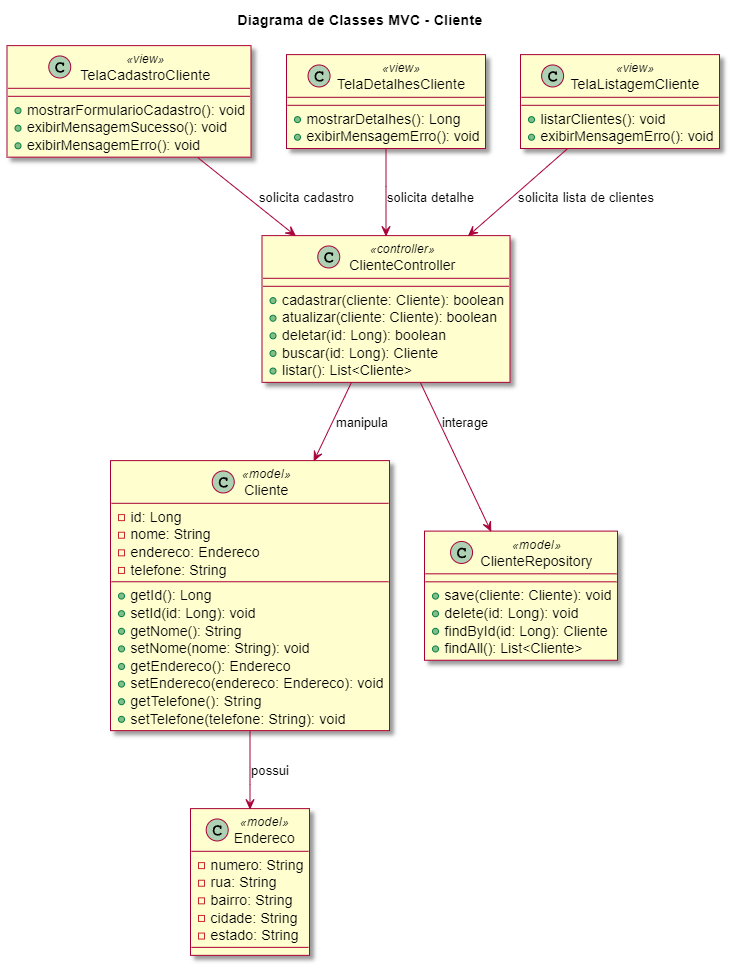 Diagrama de Classes MVC - Cliente
C
«view»
TelaCadastroCliente
mostrarFormularioCadastro(): void
exibirMensagemSucesso(): void
exibirMensagemErro(): void
C
«view»
TelaDetalhesCliente
mostrarDetalhes(): Long
exibirMensagemErro(): void
C
«view»
TelaListagemCliente
listarClientes(): void
exibirMensagemErro(): void
solicita cadastro
solicita detalhe
solicita lista de clientes
C
«controller»
ClienteController
cadastrar(cliente: Cliente): boolean
atualizar(cliente: Cliente): boolean
deletar(id: Long): boolean
buscar(id: Long): Cliente
listar(): List<Cliente>
manipula
interage
C
«model»
Cliente
id: Long
nome: String
endereco: Endereco
telefone: String
getId(): Long
setId(id: Long): void
getNome(): String
setNome(nome: String): void
getEndereco(): Endereco
setEndereco(endereco: Endereco): void
getTelefone(): String
setTelefone(telefone: String): void
C
«model»
ClienteRepository
save(cliente: Cliente): void
delete(id: Long): void
findById(id: Long): Cliente
findAll(): List<Cliente>
possui
C
«model»
Endereco
numero: String
rua: String
bairro: String
cidade: String
estado: String